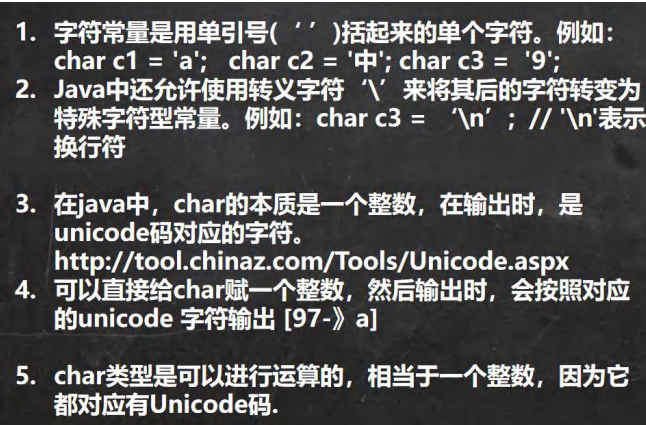 1. 字符常量是用单引号(‘ ’)括起来的单个字符。例如：
char c1 = 'a'; char c2 = '中'; char c3 = '9';
2. Java中还允许使用转义字符‘\’来将其后的字符转变为
特殊字符型常量。例如：char c3 = ‘\n’; // '\n'表示
换行符
3. 在java中，char的本质是一个整数，在输出时，是
unicode码对应的字符。
http://tool.chinaz.com/Tools/Unicode.aspx
4. 可以直接给char赋一个整数，然后输出时，会按照对应
的unicode 字符输出 [97-》a]
5. char类型是可以进行运算的，相当于一个整数，因为它
都对应有Unicode码.